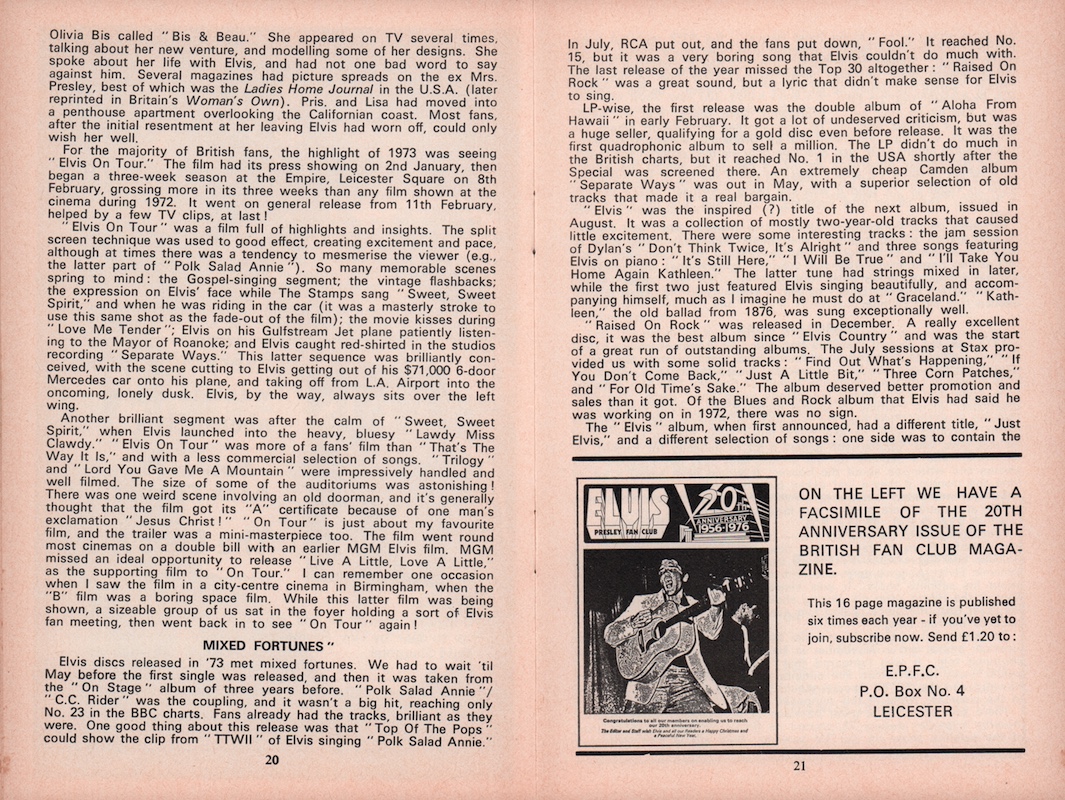 Olivia Bis called "Bis & Beau." She appeared on TV several times,
talking about her new venture, and modelling some of her designs. She
spoke about her life with Elvis, and had not one bad word to say
against him. Several magazines had picture spreads on the ex Mrs.
Presley, best of which was the Ladies Home Journal in the U.S.A. (later
reprinted in Britain's Woman's Own). Pris. and Lisa had moved into
a penthouse apartment overlooking the Californian coast. Most fans,
after the initial resentment at her leaving Elvis had worn off, could only
wish her well.
For the majority of British fans, the highlight of 1973 was seeing
"Elvis On Tour." The film had its press showing on 2nd January, then
began a three-week season at the Empire, Leicester Square on 8th
February, grossing more in its three weeks than any film shown at the
cinema during 1972. It went on general release from 11th February,
helped by a few TV clips, at last!
"Elvis On Tour" was a film full of highlights and insights. The split
screen technique was used to good effect, creating excitement and pace,
although at times there was a tendency to mesmerise the viewer (e.g.,
the latter part of "Polk Salad Annie"). So many memorable scenes
spring to mind: the Gospel-singing segment; the vintage flashbacks;
the expression on Elvis' face while The Stamps sang "Sweet, Sweet
Spirit," and when he was riding in the car (it was a masterly stroke to
use this same shot as the fade-out of the film); the movie kisses during
"Love Me Tender"; Elvis on his Gulfstream Jet plane patiently listen-
ing to the Mayor of Roanoke; and Elvis caught red-shirted in the studios
recording "Separate Ways." This latter sequence was brilliantly con-
ceived, with the scene cutting to Elvis getting out of his $71,000 6-door
Mercedes car onto his plane, and taking off from L.A. Airport into the
oncoming, lonely dusk. Elvis, by the way, always sits over the left
wing.
Another brilliant segment was after the calm of "Sweet, Sweet
Spirit," when Elvis launched into the heavy, bluesy "Lawdy Miss
Clawdy." "Elvis On Tour" was more of a fans' film than "That's The
Way It Is," and with a less commercial selection of songs. "Trilogy"
and "Lord You Gave Me A Mountain" were impressively handled and
well filmed. The size of some of the auditoriums was astonishing!
There was one weird scene involving an old doorman, and it's generally
thought that the film got its "A" certificate because of one man's
exclamation "Jesus Christ!" "On Tour" is just about my favourite
film, and the trailer was a mini-masterpiece too. The film went round
most cinemas on a double bill with an earlier MGM Elvis film. MGM
missed an ideal opportunity to release "Live A Little, Love A Little,"
as the supporting film to "On Tour." I can remember one occasion
when I saw the film in a city-centre cinema in Birmingham, when the
"B" film was a boring space film. While this latter film was being
shown, a sizeable group of us sat in the foyer holding a sort of Elvis
fan meeting, then went back in to see "On Tour" again!
MIXED FORTUNES"
Elvis discs released in '73 met mixed fortunes. We had to wait 'til
May before the first single was released, and then it was taken from
the "On Stage" album of three years before. "Polk Salad Annie"/
"C.C. Rider" was the coupling, and it wasn't a big hit, reaching only
No. 23 in the BBC charts. Fans already had the tracks, brilliant as they
were. One good thing about this release was that "Top Of The Pops"
could show the clip from "TTWII" of Elvis singing "Polk Salad Annie."
20
In July, RCA put out, and the fans put down, "Fool." It reached No.
15, but it was a very boring song that Elvis couldn't do much with.
The last release of the year missed the Top 30 altogether: "Raised On
Rock" was a great sound, but a lyric that didn't make sense for Elvis
to sing.
LP-wise, the first release was the double album of "Aloha From
Hawaii" in early February. It got a lot of undeserved criticism, but was
a huge seller, qualifying for a gold disc even before release. It was the
first quadrophonic album to sell a million. The LP didn't do much in
the British charts, but it reached No. 1 in the USA shortly after the
Special was screened there. An extremely cheap Camden album
"Separate Ways" was out in May, with a superior selection of old
tracks that made it a real bargain.
"Elvis" was the inspired (?) title of the next album, issued in
August. It was a collection of mostly two-year-old tracks that caused
little excitement. There were some interesting tracks: the jam session
of Dylan's "Don't Think Twice, It's Alright" and three songs featuring
Elvis on piano: "It's Still Here," "I Will Be True" and "I'll Take You
Home Again Kathleen." The latter tune had strings mixed in later,
while the first two just featured Elvis singing beautifully, and accom-
panying himself, much as I imagine he must do at "Graceland." "Kath-
leen," the old ballad from 1876, was sung exceptionally well.
"Raised On Rock" was released in December. A really excellent
disc, it was the best album since "Elvis Country" and was the start
of a great run of outstanding albums. The July sessions at Stax pro-
vided us with some solid tracks: "Find Out What's Happening," "If
You Don't Come Back," "Just A Little Bit," "Three Corn Patches,"
and "For Old Time's Sake." The album deserved better promotion and
sales than it got. Of the Blues and Rock album that Elvis had said he
was working on in 1972, there was no sign.
The "Elvis" album, when first announced, had a different title, "Just
Elvis," and a different selection of songs: one side was to contain the
ELVIS
PRESLEY FAN CLUB
20TH
ANNIVERSARY
1956-1976
Congratulations to all our members on enabling us to reach
our 20th anniversary.
The Editor and Staff wish Elvis and all our Readers a Happy Christmas and
a Peaceful New Year.
ON THE LEFT WE HAVE A
FACSIMILE OF THE 20TH
ANNIVERSARY ISSUE OF THE
BRITISH FAN CLUB MAGA-
ZINE.
This 16 page magazine is published
six times each year - if you've yet to
join, subscribe now. Send £1.20 to:
E.P.F.C.
P.O. Box No. 4
LEICESTER
21